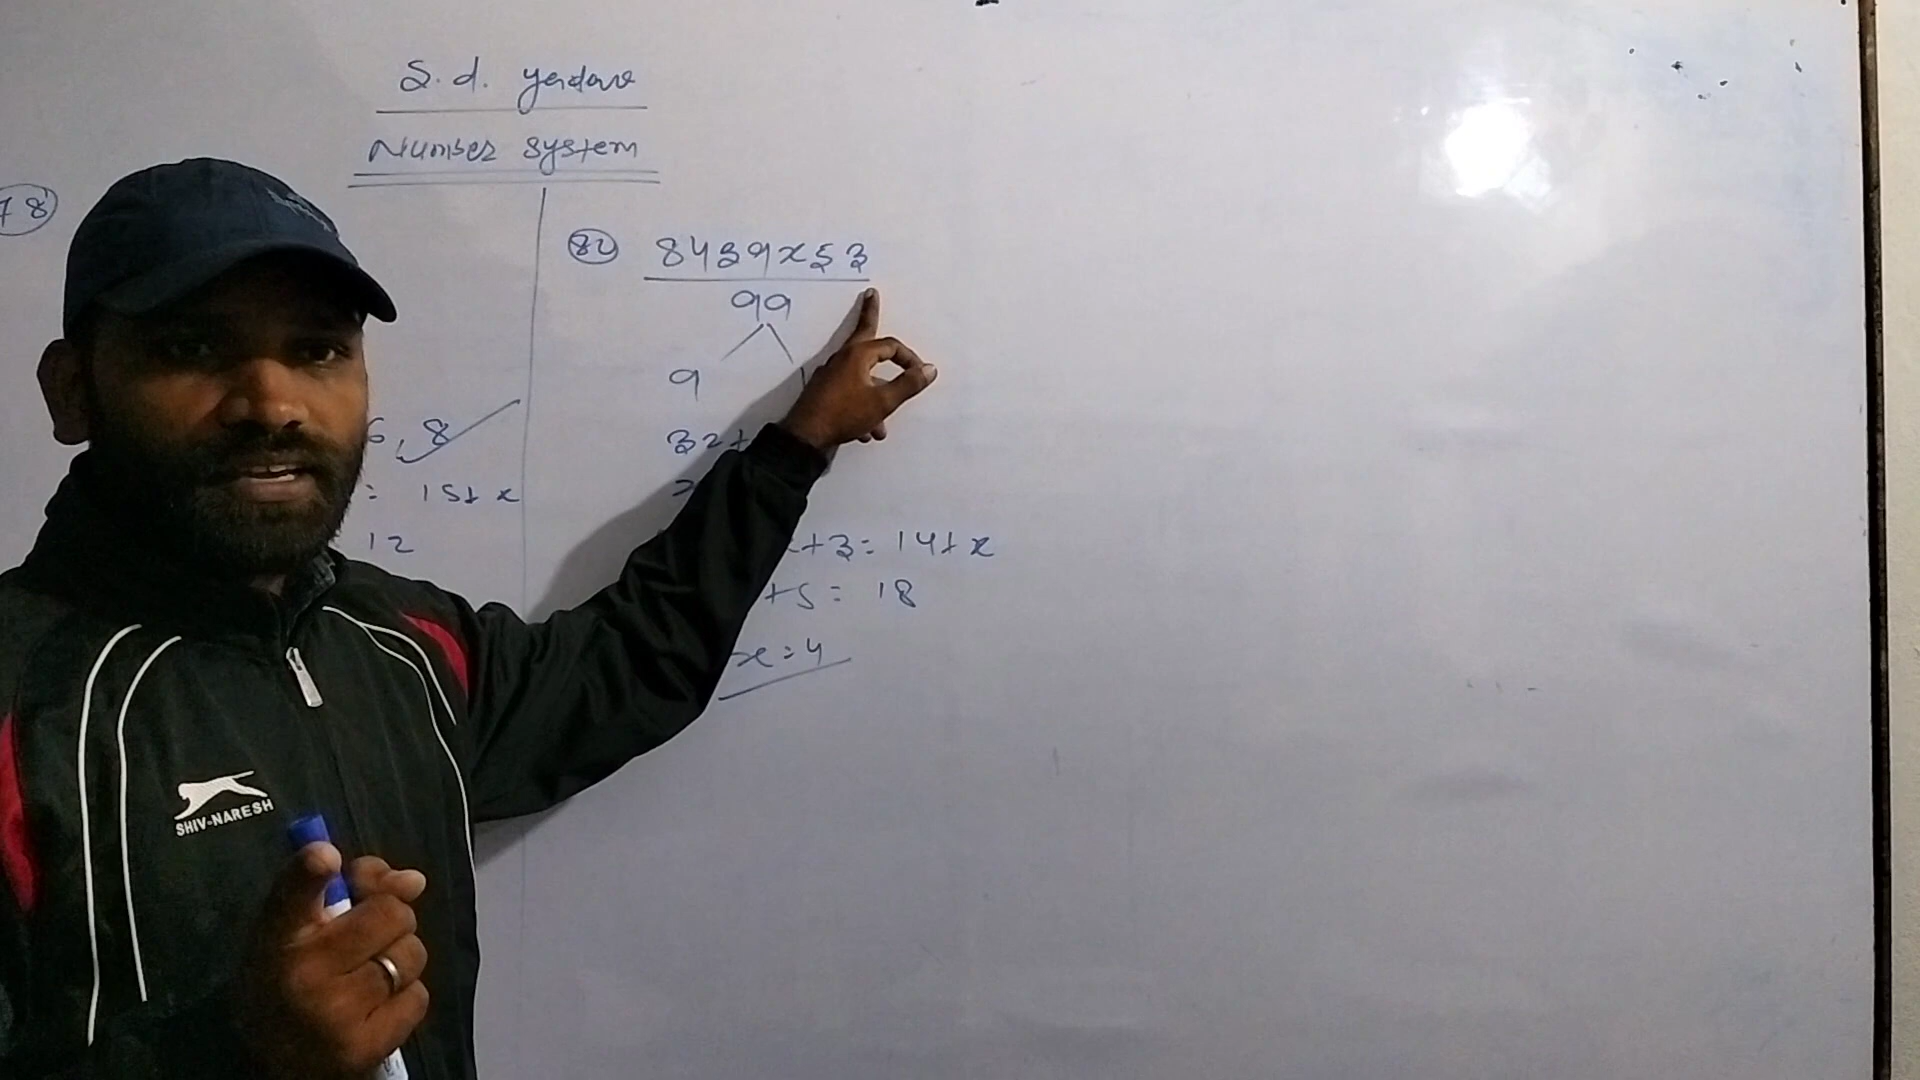 S. d. Yadav
Number system
78
6, 8
= 15+x
12
82 8439x53
99
9
32+
x+3= 14+x
+5= 18
x=4
SHIV-NARESH